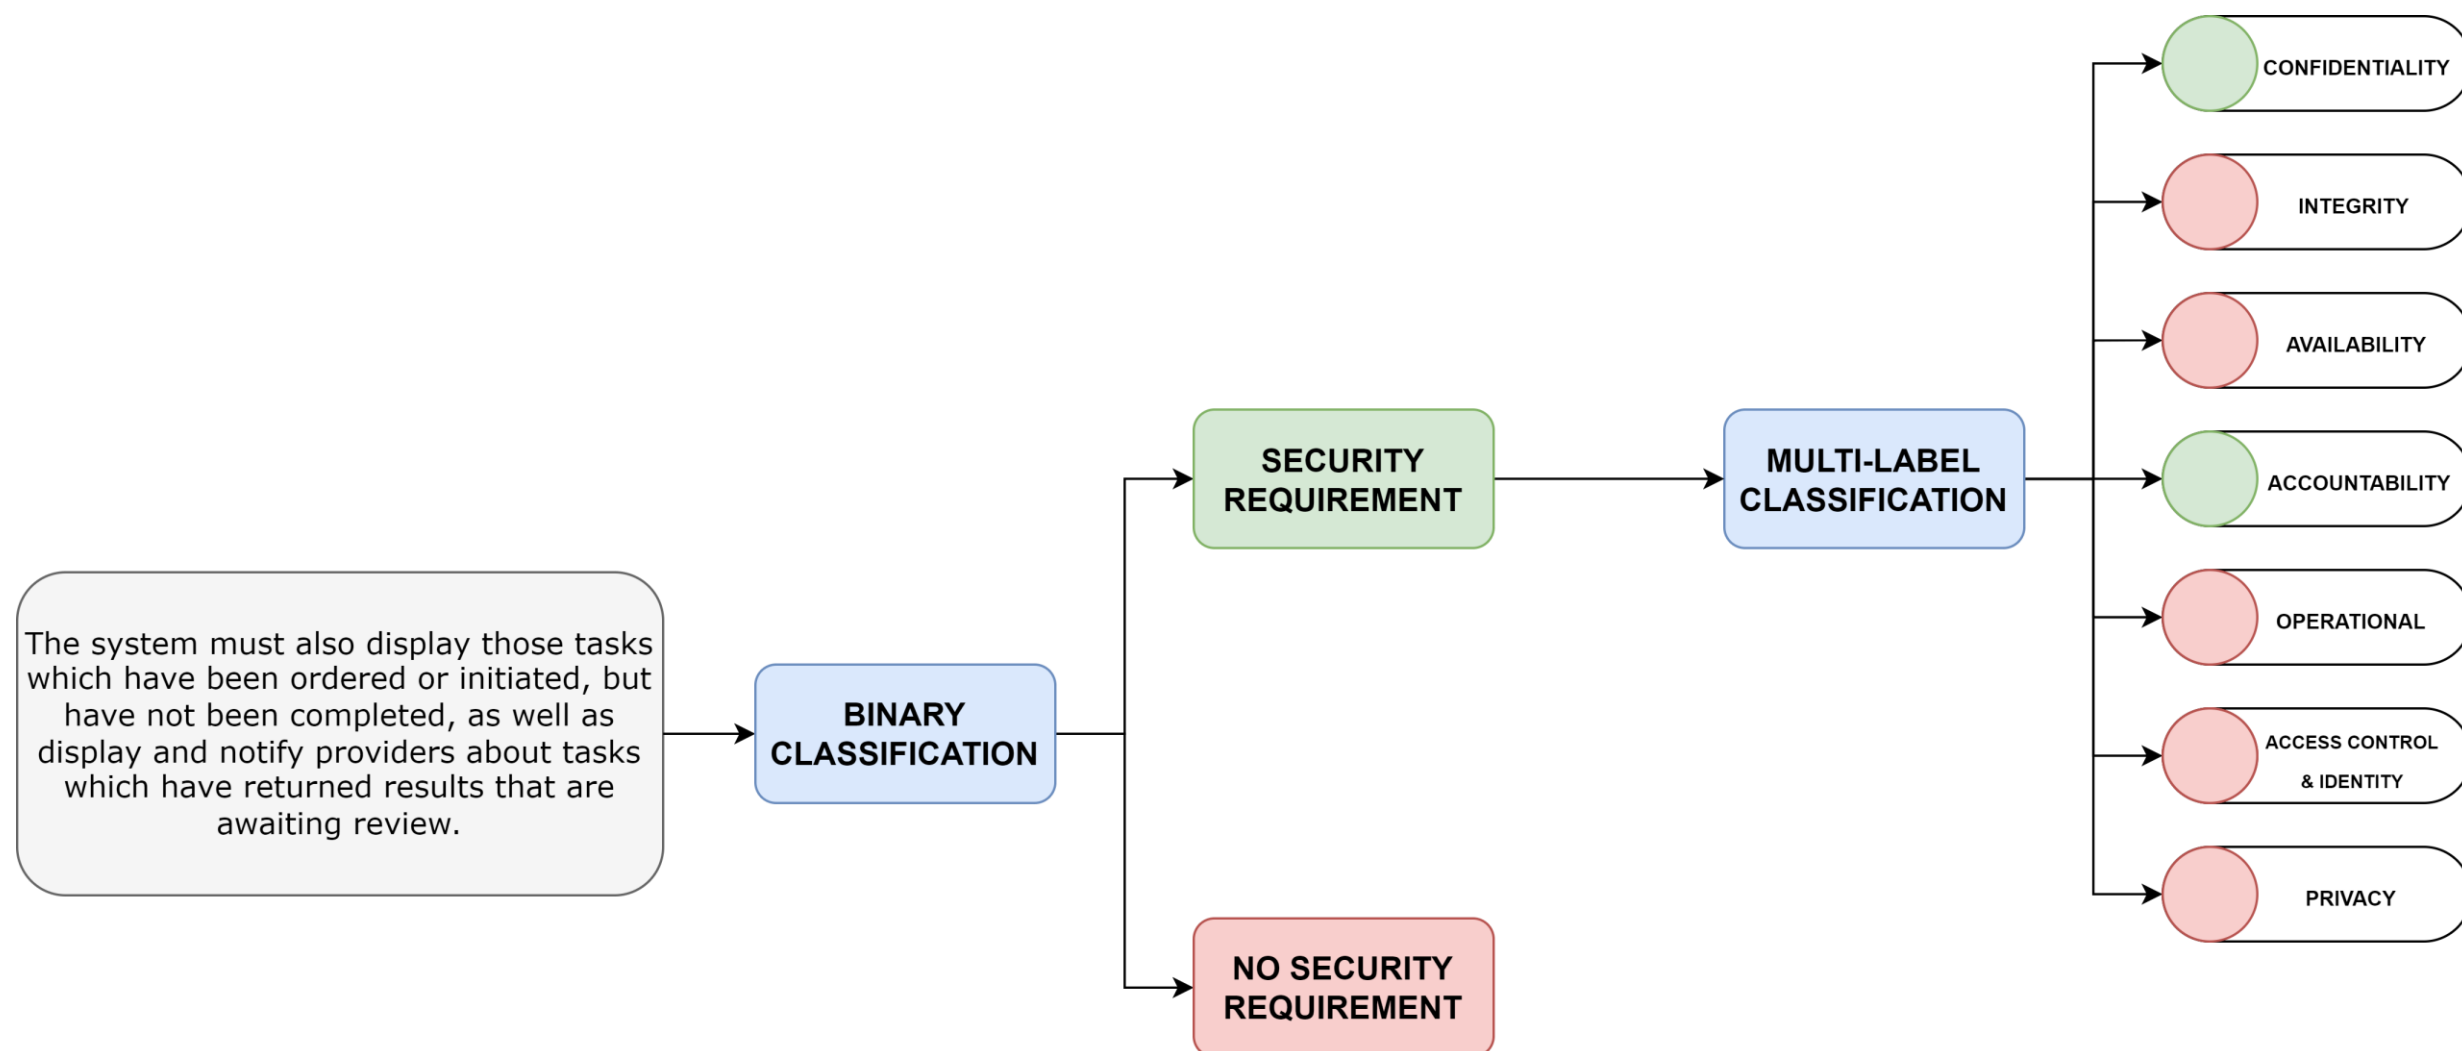 The system must also display those tasks
which have been ordered or initiated, but
have not been completed, as well as
display and notify providers about tasks
which have returned results that are
awaiting review.
BINARY
CLASSIFICATION
SECURITY
REQUIREMENT
NO SECURITY
REQUIREMENT
MULTI-LABEL
CLASSIFICATION
CONFIDENTIALITY
INTEGRITY
AVAILABILITY
ACCOUNTABILITY
OPERATIONAL
ACCESS CONTROL
& IDENTITY
PRIVACY